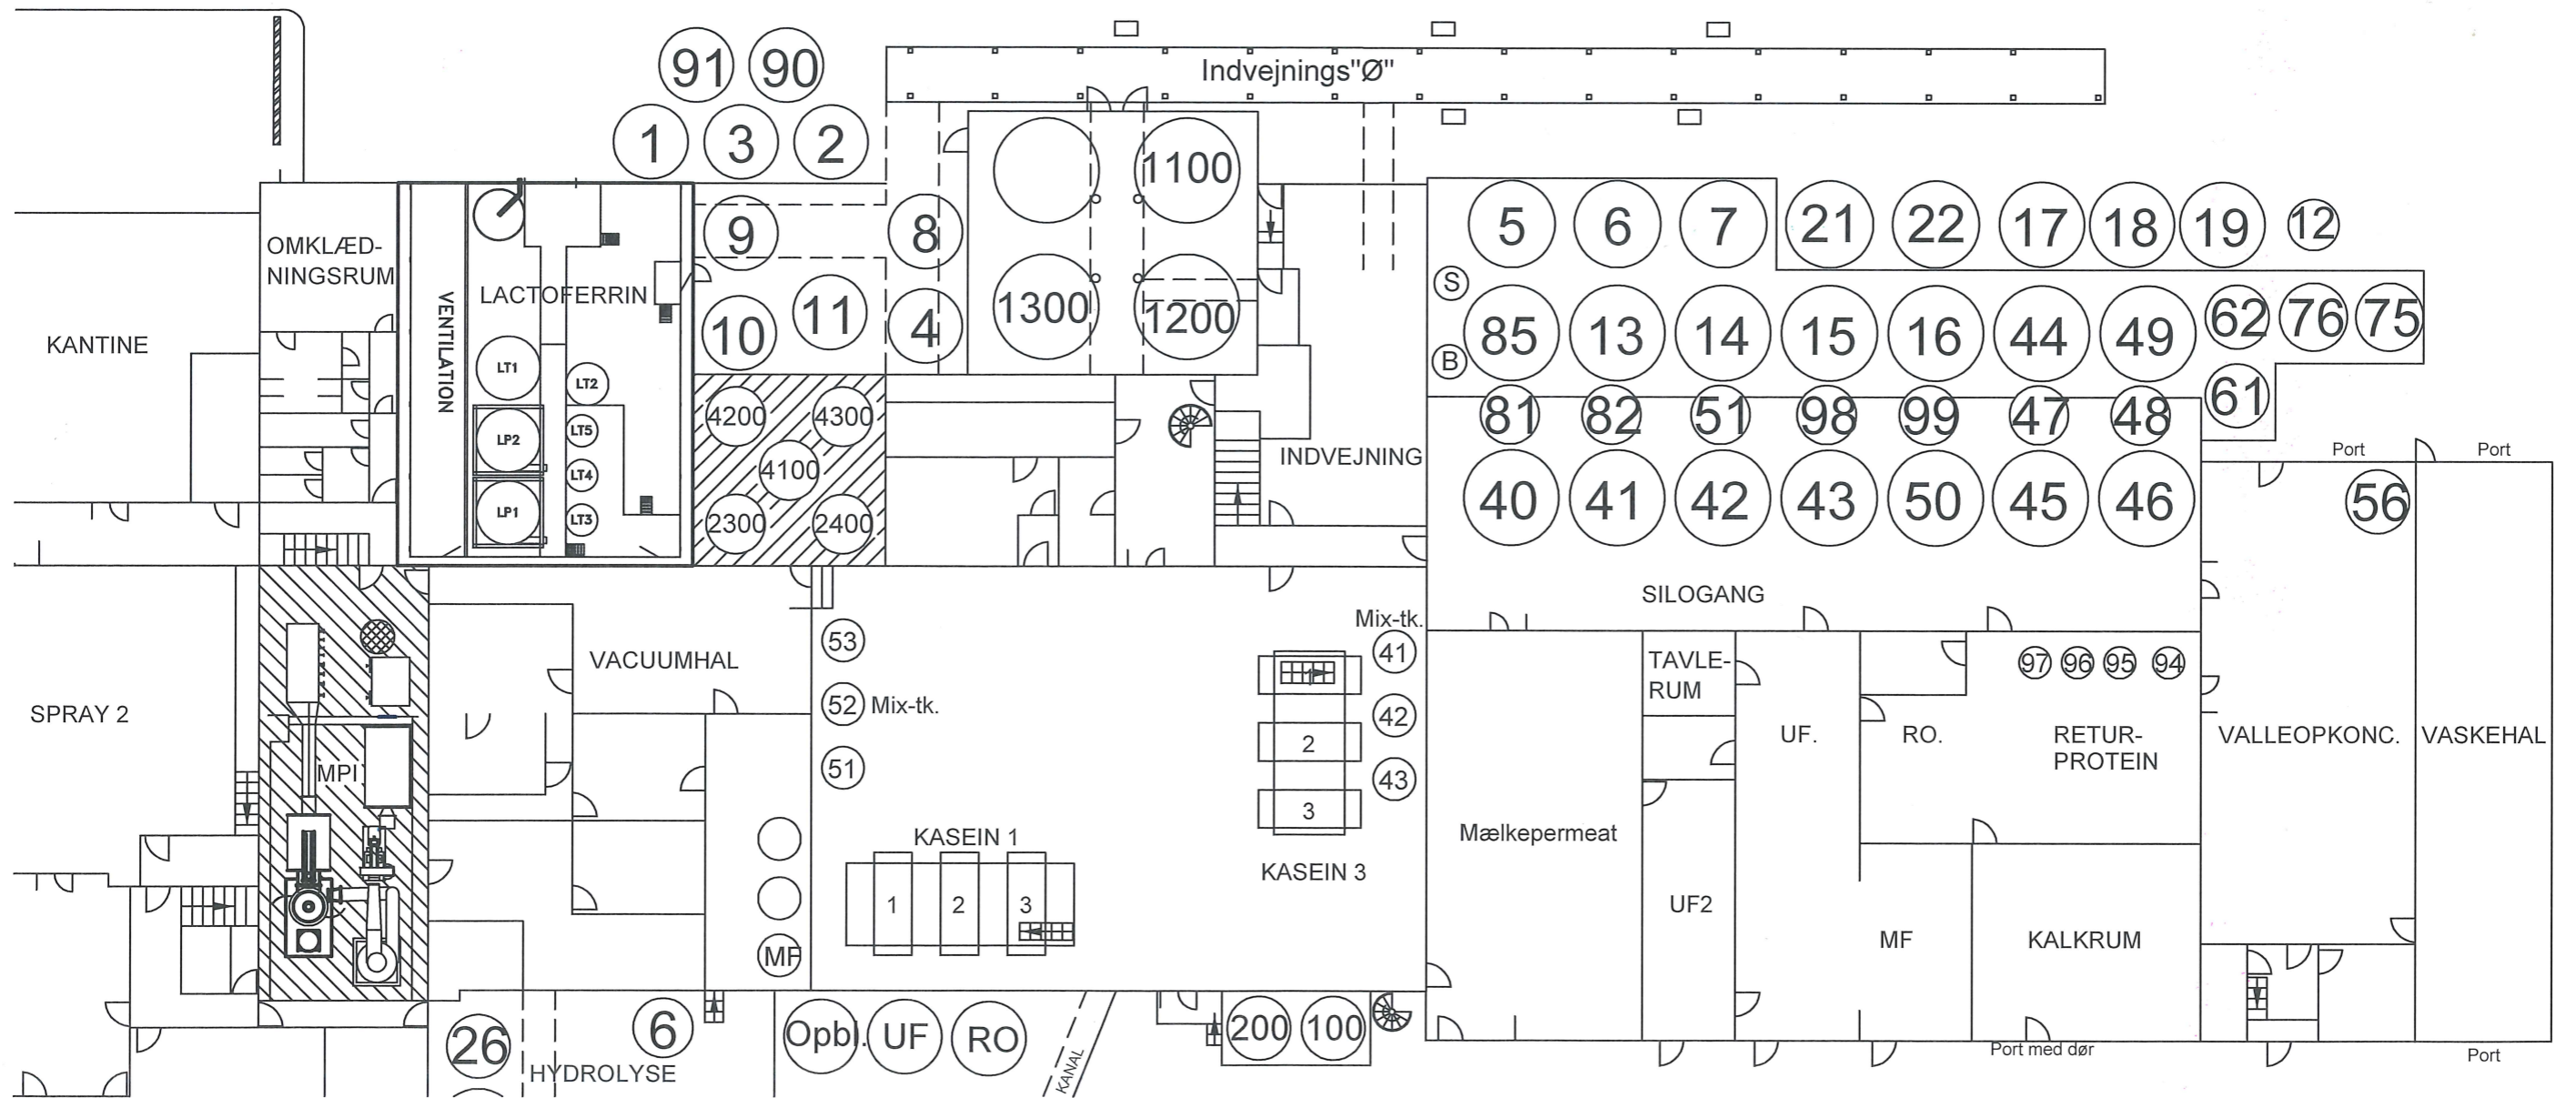 91
90
Indvejnings"Ø"
1
3
2
1100
9
8
5
6
7
21
22
17
18
19
12
OMKLÆD-
NINGSRUM
LACTOFERRIN
VENTILATION
S
10
11
4
1300
1200
85
13
14
15
16
44
49
62
76
75
KANTINE
B
LT1
LT2
61
4200
4300
81
82
51
98
99
47
48
LP2
LT5
INDVEJNING
Port
Port
4100
LT4
40
41
42
43
50
45
46
56
LP1
LT3
2300
2400
SILOGANG
53
Mix-tk.
41
VACUUMHAL
1
TAVLE-
RUM
97
96
95
94
52
Mix-tk.
42
SPRAY 2
2
UF.
RO.
RETUR-
PROTEIN
VALLEOPKONC.
VASKEHAL
51
43
MPI
3
KASEIN 1
Mælkepermeat
KASEIN 3
1
2
3
UF2
MF
MF
KALKRUM
26
6
Opbl.
UF
RO
200
100
HYDROLYSE
KANAL
Port med dør
Port